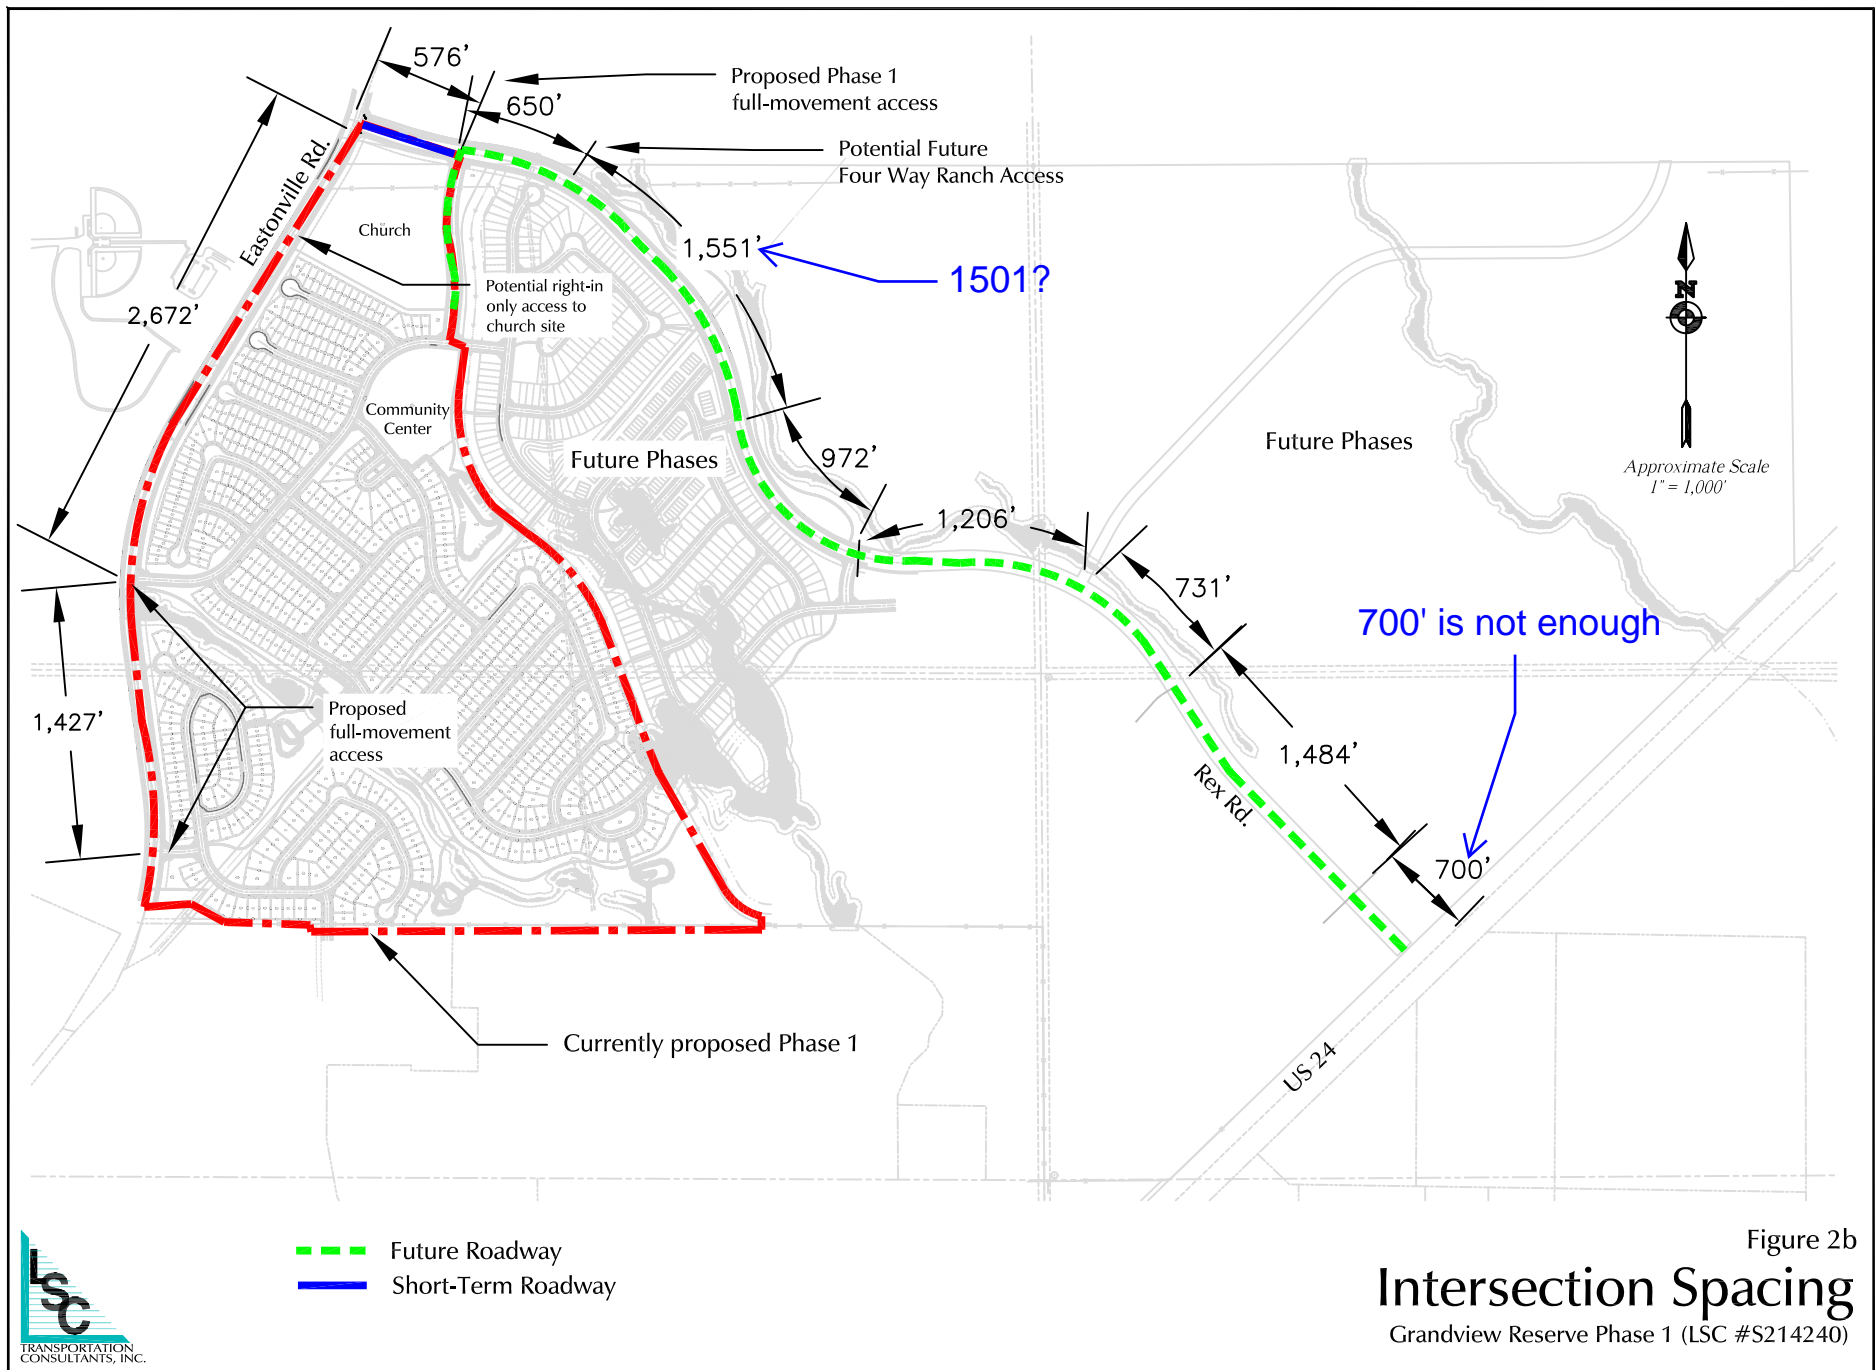 576'
650'
Proposed Phase 1
full-movement access
Potential Future
Four Way Ranch Access
Eastonville Rd.
Church
1,551'
1501?
Potential right-in
only access to
church site
2,672'
N
Community
Center
Future Phases
972'
Future Phases
Approximate Scale
1" = 1,000'
1,206'
731'
700' is not enough
1,427'
Proposed
full-movement
access
1,484'
Rex Rd.
700'
Currently proposed Phase 1
US 24
Future Roadway
Short-Term Roadway
LSC
TRANSPORTATION
CONSULTANTS, INC.
Figure 2b
Intersection Spacing
Grandview Reserve Phase 1 (LSC #S214240)